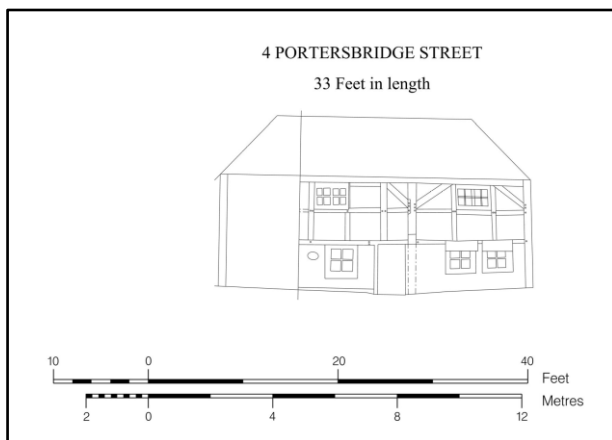 4 PORTERSBRIDGE STREET
33 Feet in length
10 0 20 40 Feet
2 0 4 8 12 Metres